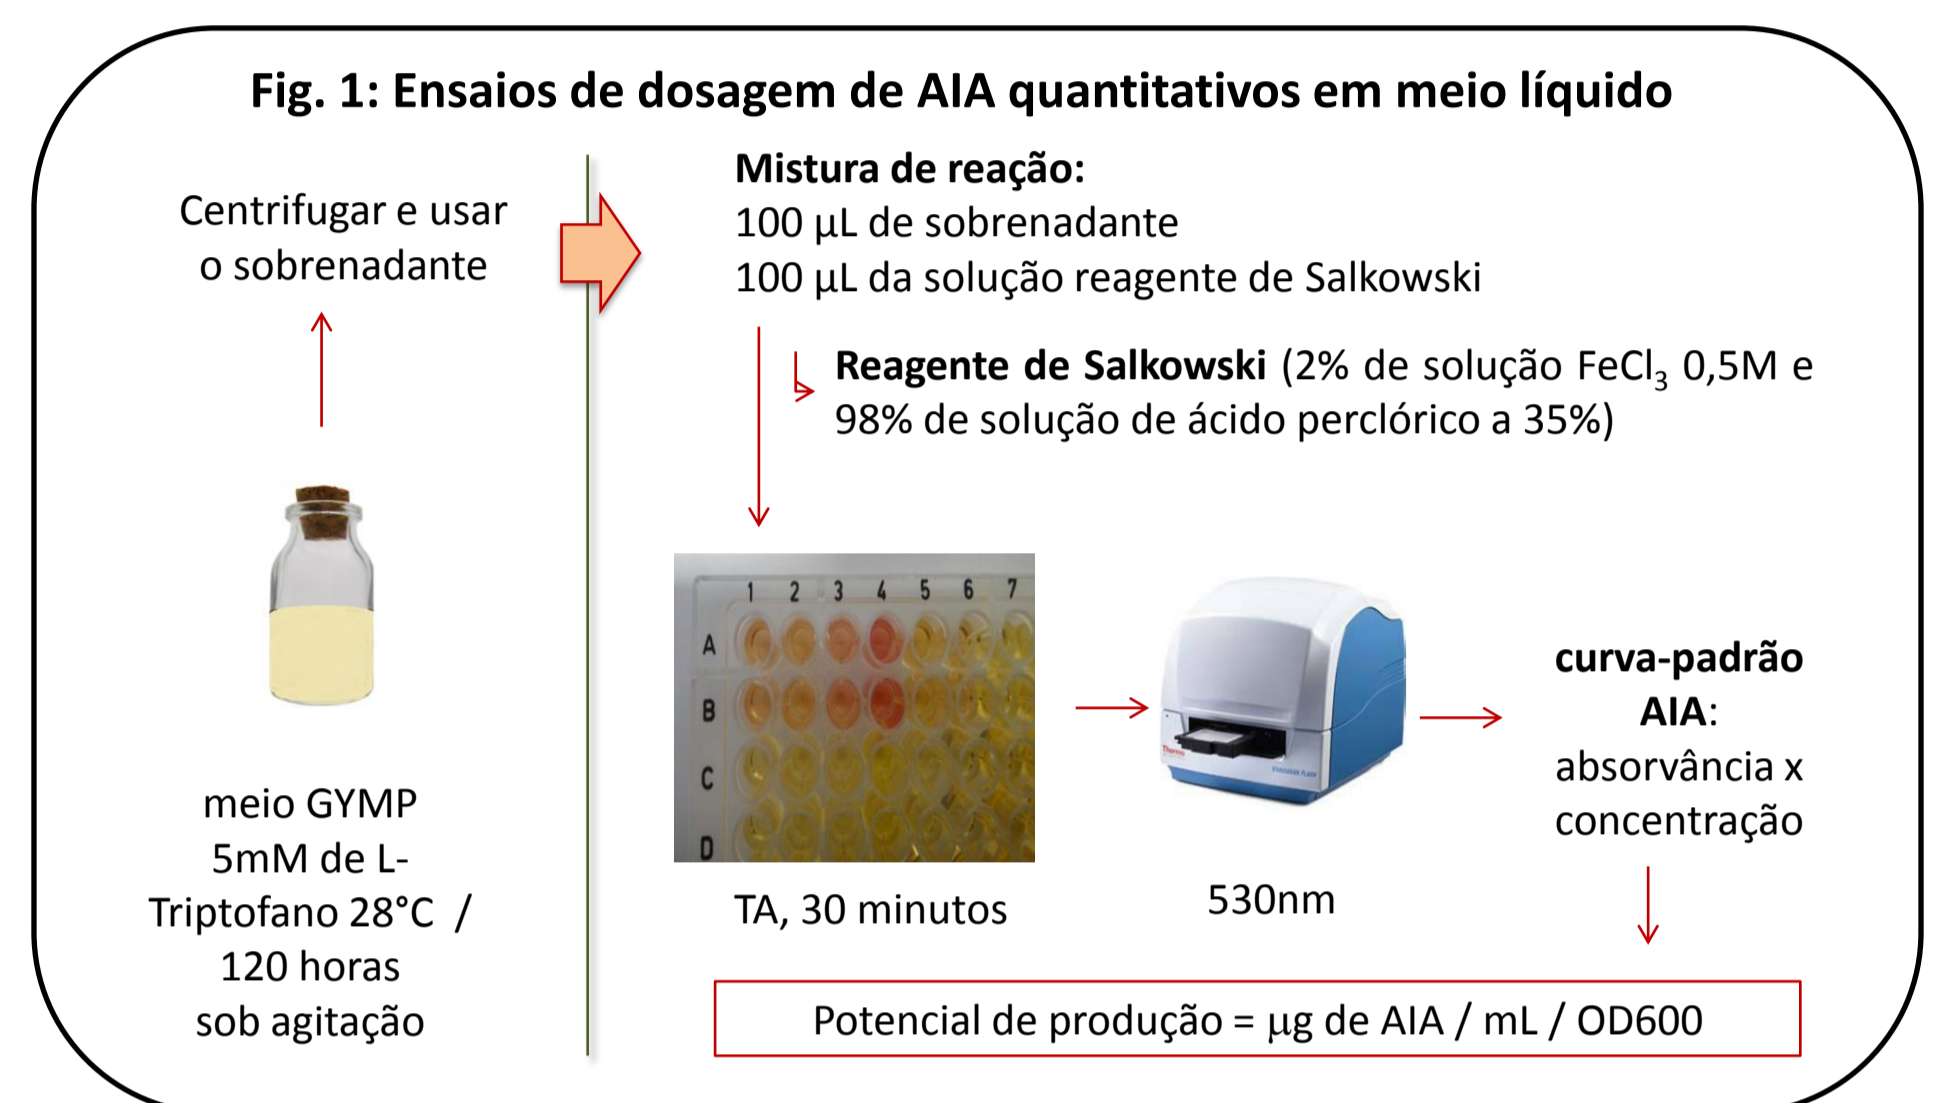 Fig. 1: Ensaios de dosagem de AIA quantitativos em meio líquido
Centrifugar e usar
o sobrenadante
meio GYMP
5mM de L-
Triptofano 28°C /
120 horas
sob agitação
Mistura de reação:
100 µL de sobrenadante
100 µL da solução reagente de Salkowski
Reagente de Salkowski (2% de solução FeCl₃ 0,5M e
98% de solução de ácido perclórico a 35%)
1 2 3 4 5 6 7
A
B
C
D
TA, 30 minutos
Thermo
530nm
curva-padrão
AIA:
absorvância x
concentração
Potencial de produção = µg de AIA / mL / OD600